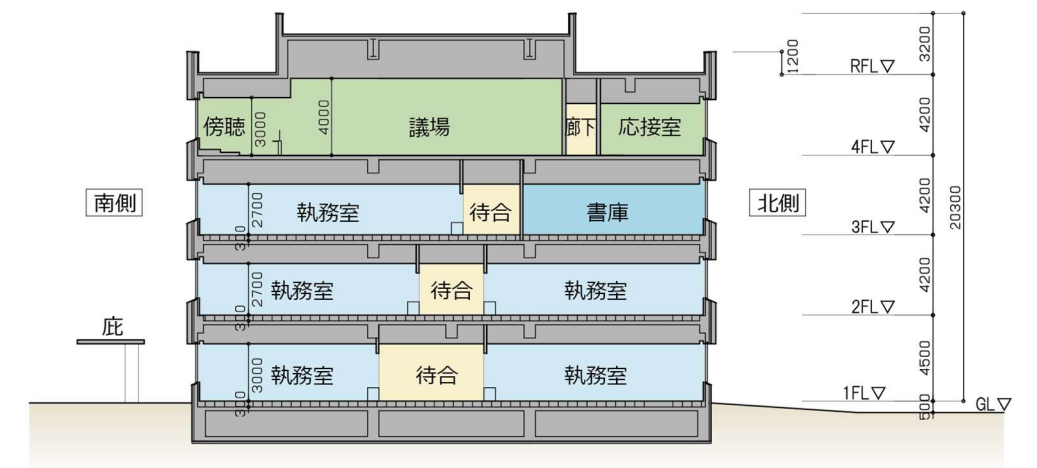 3200
1200
RFL▽
4200
傍聴
3000
4000
議場
廊下
応接室
4FL▽
南側
2700
執務室
待合
書庫
北側
4200
20300
300
3FL▽
2700
執務室
待合
執務室
4200
300
2FL▽
庇
3000
執務室
待合
執務室
4500
300
1FL▽
500
GL▽